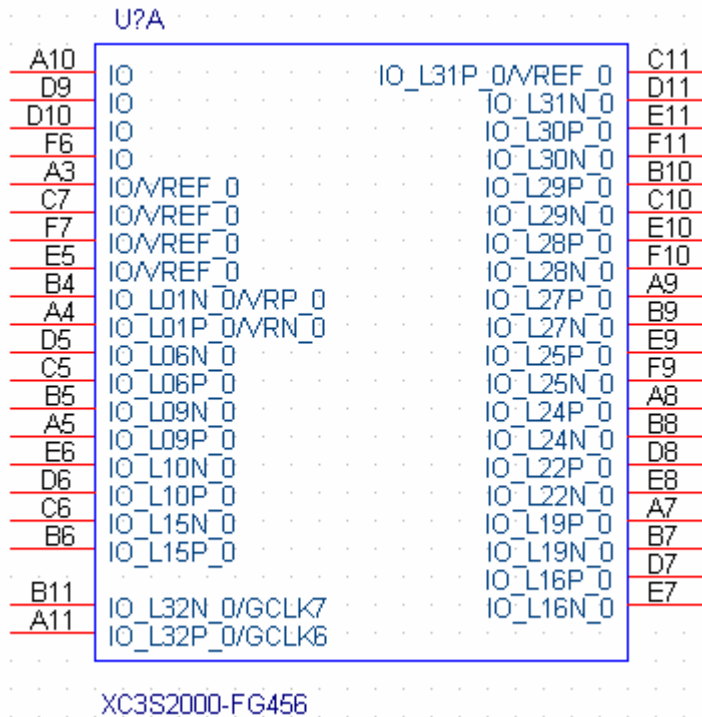 U?A
A10 IO IO_L31P_0/VREF_0 C11
D9 IO IO_L31N_0 D11
D10 IO IO_L30P_0 E11
F6 IO IO_L30N_0 F11
A3 IO/VREF_0 IO_L29P_0 B10
C7 IO/VREF_0 IO_L29N_0 C10
F7 IO/VREF_0 IO_L28P_0 E10
E5 IO/VREF_0 IO_L28N_0 F10
B4 IO_L01N_0/VRP_0 IO_L27P_0 A9
A4 IO_L01P_0/VRN_0 IO_L27N_0 B9
D5 IO_L06N_0 IO_L25P_0 E9
C5 IO_L06P_0 IO_L25N_0 F9
B5 IO_L09N_0 IO_L24P_0 A8
A5 IO_L09P_0 IO_L24N_0 B8
E6 IO_L10N_0 IO_L22P_0 D8
D6 IO_L10P_0 IO_L22N_0 E8
C6 IO_L15N_0 IO_L19P_0 A7
B6 IO_L15P_0 IO_L19N_0 B7
IO_L16P_0 D7
B11 IO_L32N_0/GCLK7 IO_L16N_0 E7
A11 IO_L32P_0/GCLK6
XC3S2000-FG456